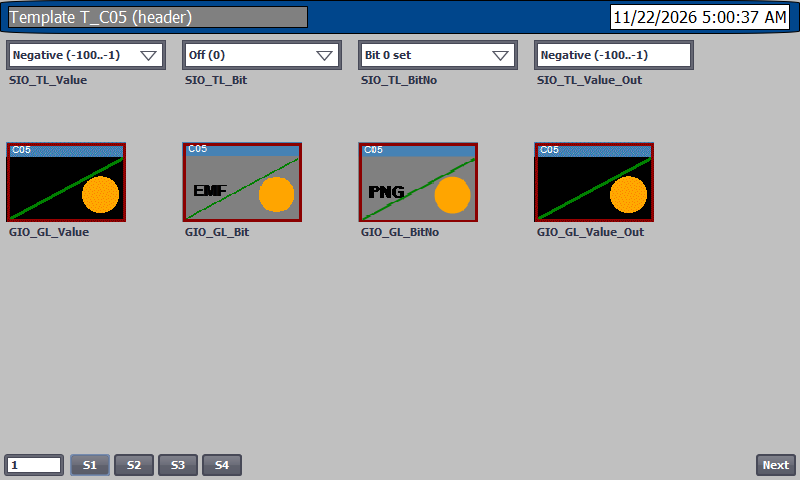 Template T_C05 (header)
11/22/2026 5:00:37 AM
Negative (-100..-1)
Off (0)
Bit 0 set
Negative (-100..-1)
SIO_TL_Value
SIO_TL_Bit
SIO_TL_BitNo
SIO_TL_Value_Out
C05
C05
C05
C05
EMF
PNG
GIO_GL_Value
GIO_GL_Bit
GIO_GL_BitNo
GIO_GL_Value_Out
1
S1
S2
S3
S4
Next